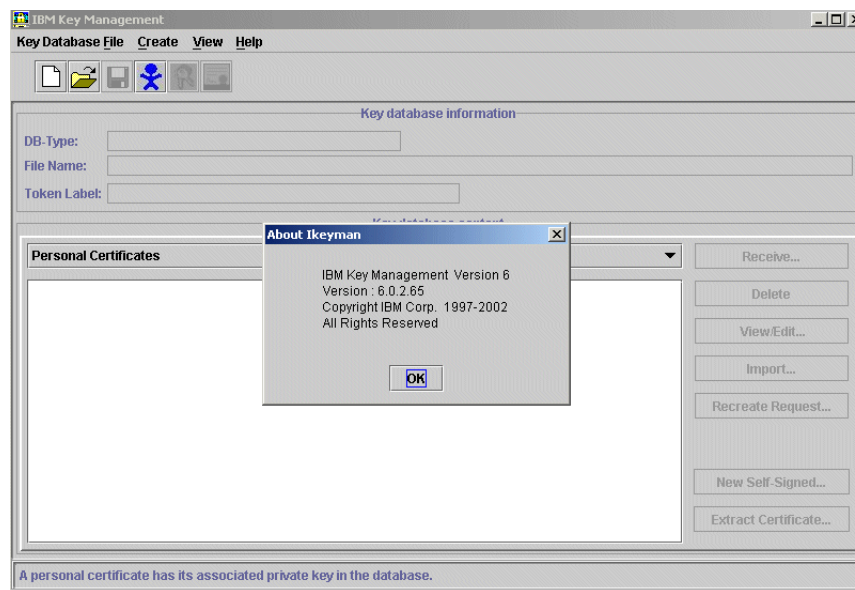 IBM Key Management
Key Database File Create View Help
Key database information
DB-Type:
File Name:
Token Label:
Key database content
About Ikeyman
Personal Certificates
IBM Key Management Version 6
Version : 6.0.2.65
Copyright IBM Corp. 1997-2002
All Rights Reserved
OK
Receive...
Delete
View/Edit...
Import...
Recreate Request...
New Self-Signed...
Extract Certificate...
A personal certificate has its associated private key in the database.